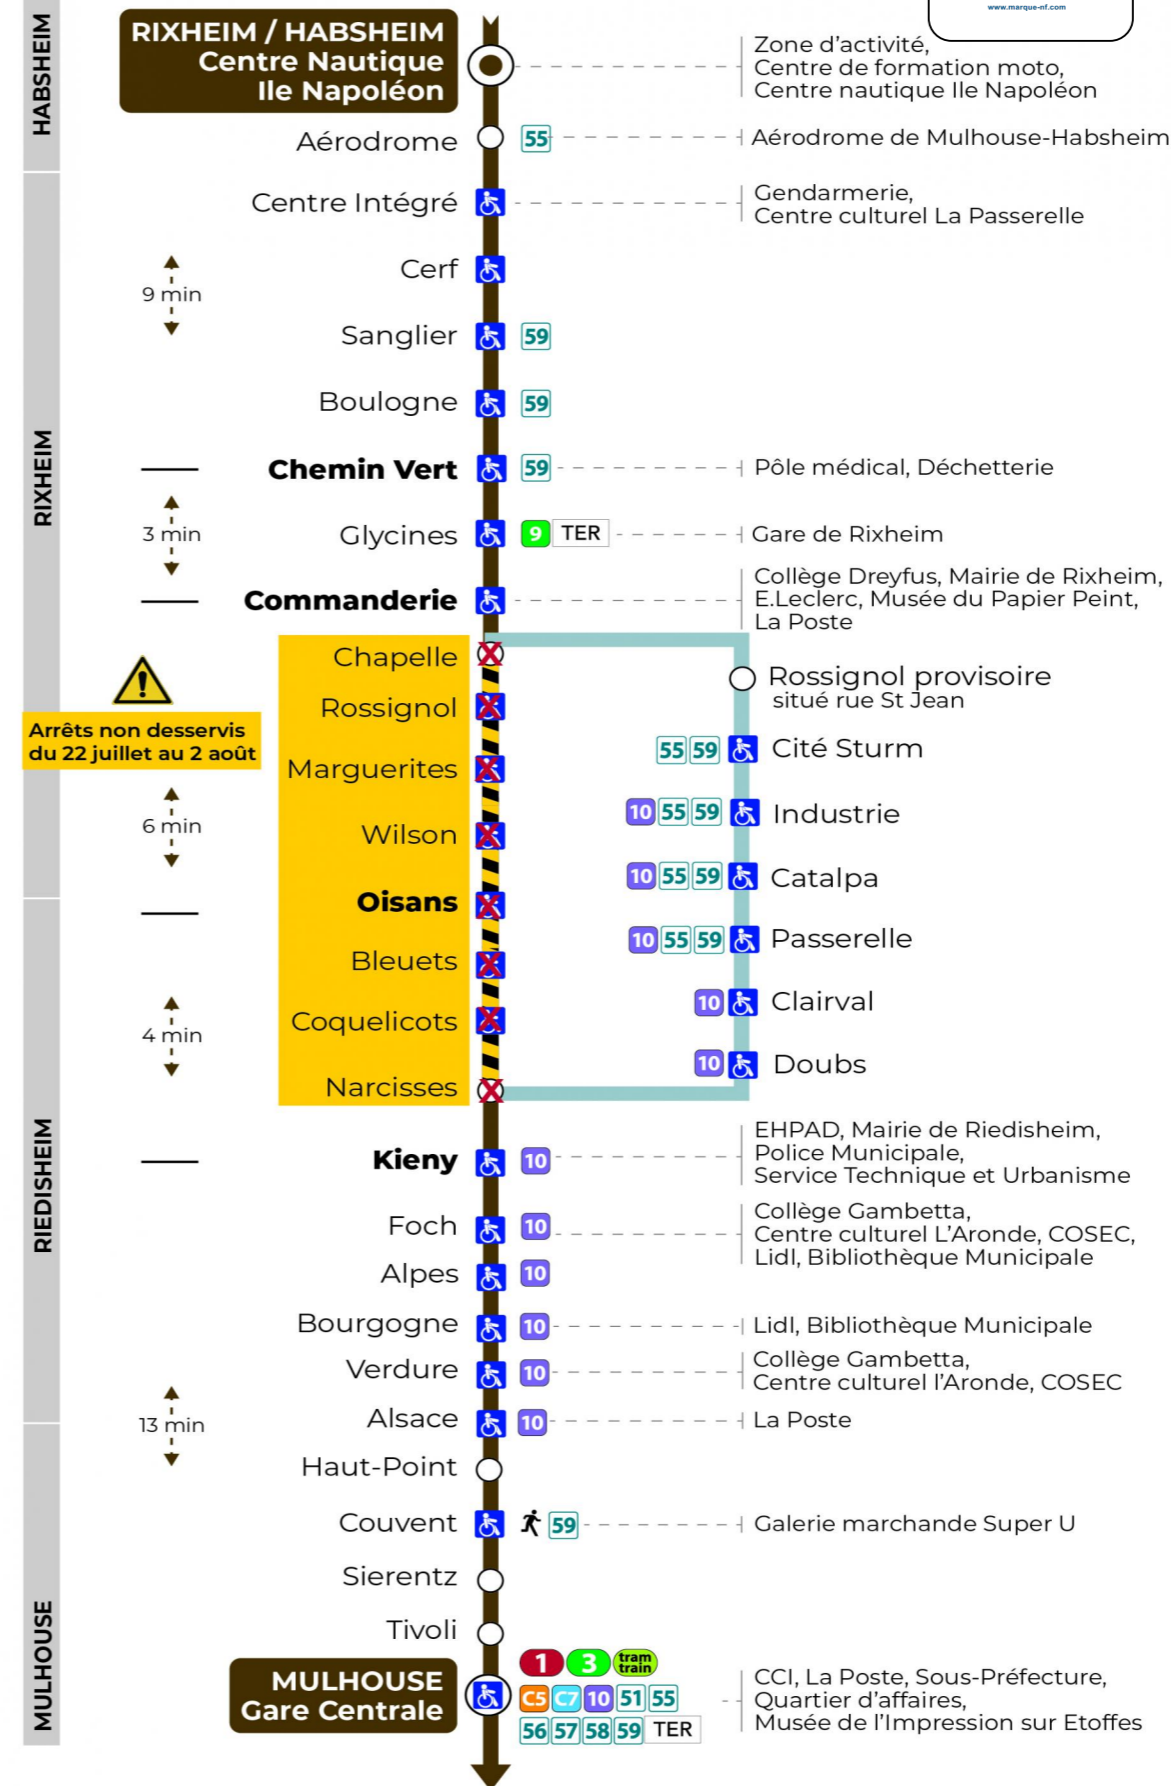 www.marque-nf.com
HABSHEIM
RIXHEIM / HABSHEIM
Centre Nautique
Ile Napoléon
Zone d'activité,
Centre de formation moto,
Centre nautique Ile Napoléon
Aérodrome
55
Aérodrome de Mulhouse-Habsheim
RIXHEIM
Centre Intégré
Gendarmerie,
Centre culturel La Passerelle
Cerf
9 min
Sanglier
59
Boulogne
59
Chemin Vert
59
Pôle médical, Déchetterie
3 min
Glycines
9 TER
Gare de Rixheim
Commanderie
Collège Dreyfus, Mairie de Rixheim,
E.Leclerc, Musée du Papier Peint,
La Poste
Arrêts non desservis
du 22 juillet au 2 août
6 min
4 min
Chapelle
Rossignol
Marguerites
Wilson
Oisans
Bleuets
Coquelicots
Narcisses
Rossignol provisoire
situé rue St Jean
55 59 Cité Sturm
10 55 59 Industrie
10 55 59 Catalpa
10 55 59 Passerelle
10 Clairval
10 Doubs
RIEDISHEIM
Kieny
10
EHPAD, Mairie de Riedisheim,
Police Municipale,
Service Technique et Urbanisme
Foch
10
Collège Gambetta,
Centre culturel L'Aronde, COSEC,
Lidl, Bibliothèque Municipale
Alpes
10
Bourgogne
10
Lidl, Bibliothèque Municipale
Verdure
10
Collège Gambetta,
Centre culturel l'Aronde, COSEC
13 min
Alsace
10
La Poste
MULHOUSE
Haut-Point
Couvent
59
Galerie marchande Super U
Sierentz
Tivoli
MULHOUSE
Gare Centrale
1 3 tram
train
C5 C7 10 51 55
56 57 58 59 TER
CCI, La Poste, Sous-Préfecture,
Quartier d'affaires,
Musée de l'Impression sur Etoffes